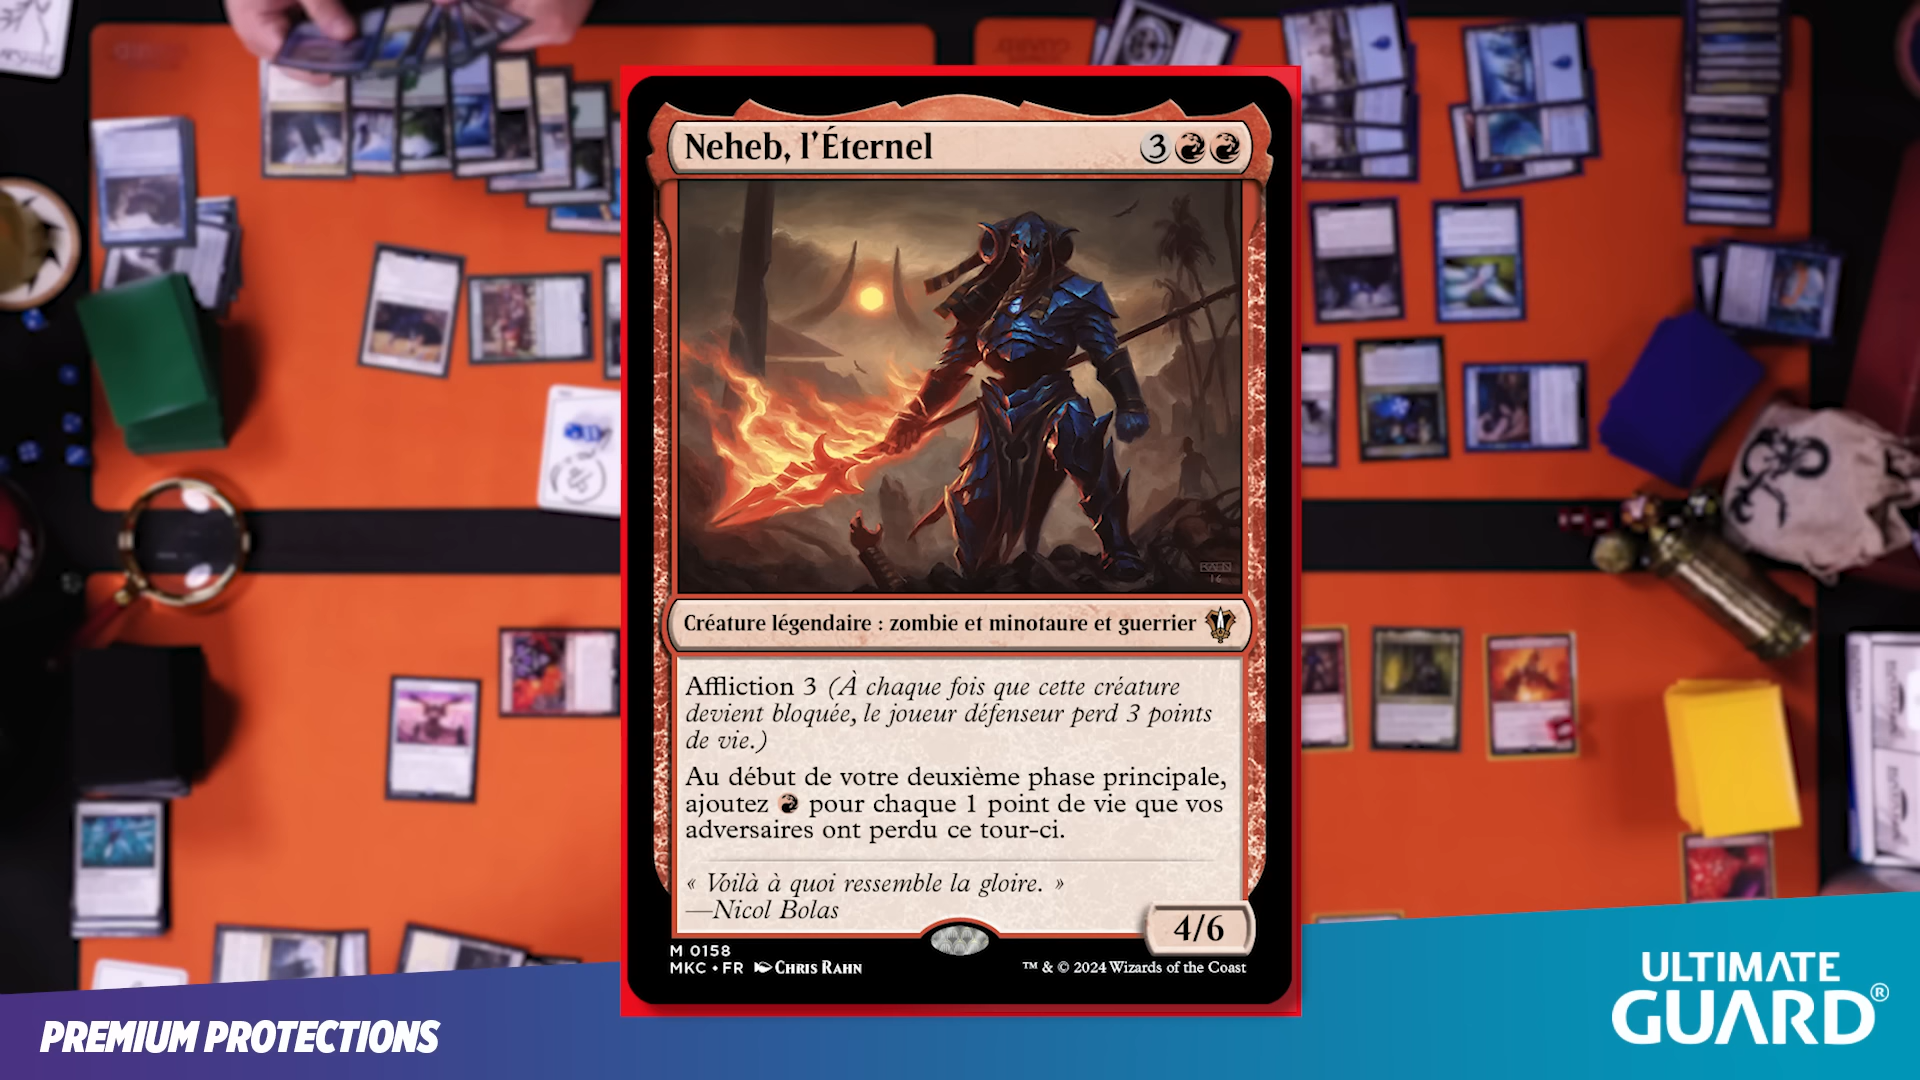 Neheb, l'Éternel
3
Créature légendaire : zombie et minotaure et guerrier
Affliction 3 (À chaque fois que cette créature
devient bloquée, le joueur défenseur perd 3 points
de vie.)
Au début de votre deuxième phase principale,
ajoutez pour chaque 1 point de vie que vos
adversaires ont perdu ce tour-ci.
« Voilà à quoi ressemble la gloire. »
—Nicol Bolas
4/6
M 0158
MKC • FR Chris Rahn
™ & © 2024 Wizards of the Coast
PREMIUM PROTECTIONS
ULTIMATE
GUARD®